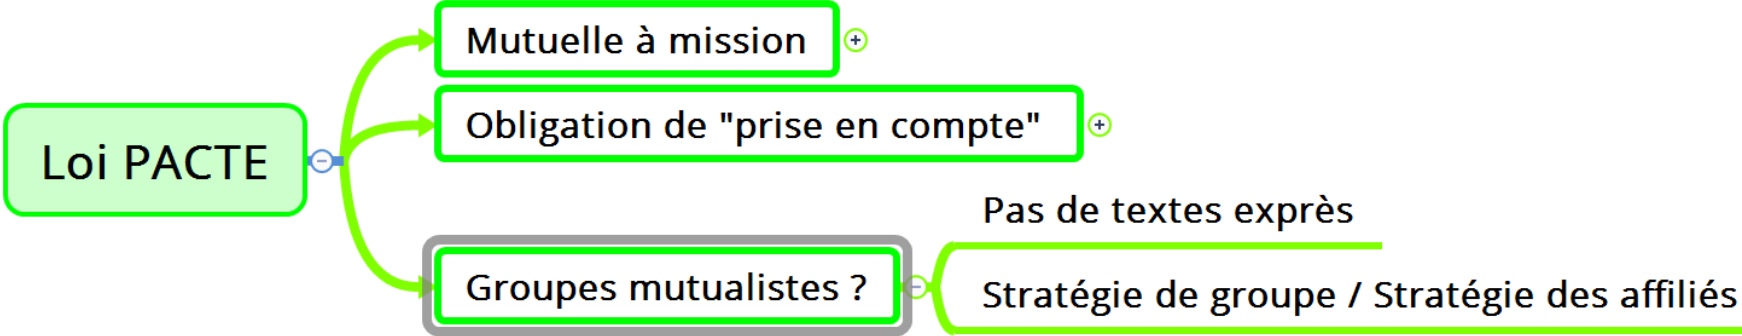 Mutuelle à mission
Obligation de "prise en compte"
Loi PACTE
Pas de textes exprès
Groupes mutualistes ?
Stratégie de groupe / Stratégie des affiliés